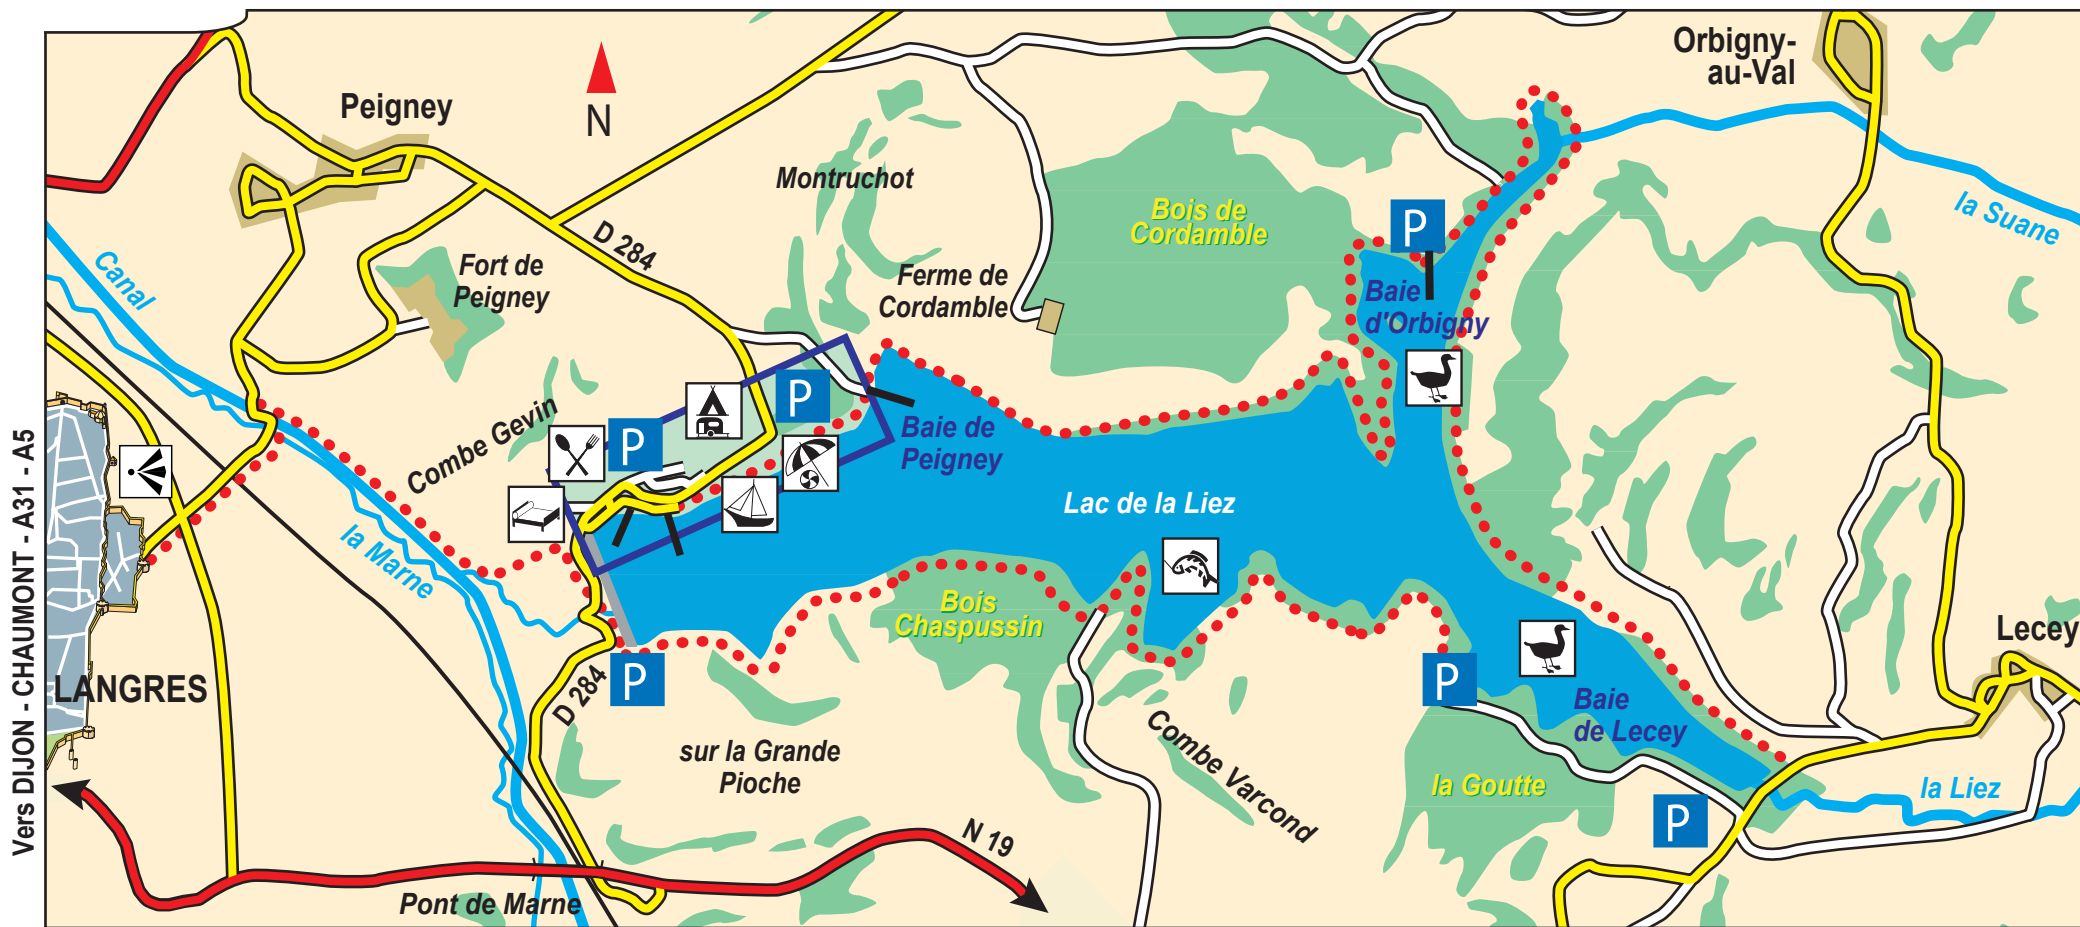 Orbigny-
au-Val
Peigney
N
Montruchot
Bois de
Cordamble
la Suane
P
D 284
Canal
Fort de
Peigney
Ferme de
Cordamble
Baie
d'Orbigny
P
Combe Gevin
P
Baie de
Peigney
Lac de la Liez
la Marne
Bois
Chaspussin
Lecey
LANGRES
P
P
D 284
Baie
de Lecey
sur la Grande
Pioche
Combe Varcond
la Goutte
la Liez
P
N 19
Pont de Marne
Vers DIJON - CHAUMONT - A31 - A5